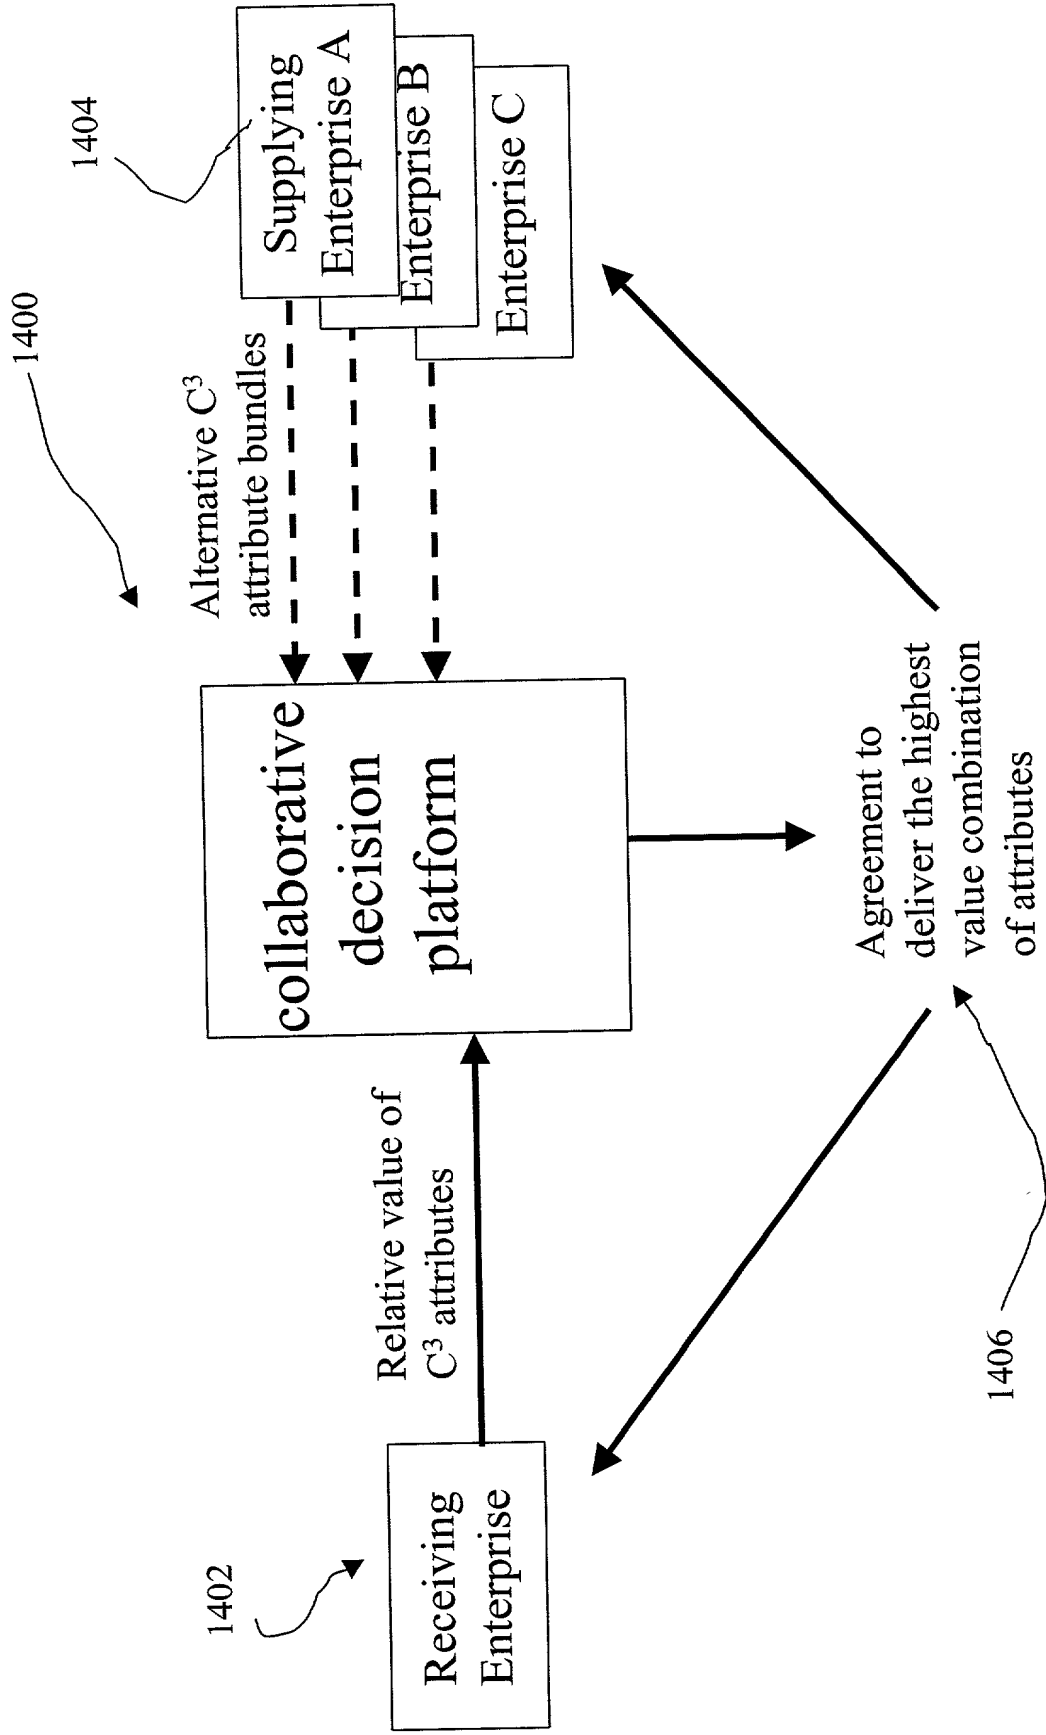 1400
1404
Supplying
Enterprise A
Enterprise B
Enterprise C
Alternative C³
attribute bundles
collaborative
decision
platform
Relative value of
C³ attributes
1402
Receiving
Enterprise
Agreement to
deliver the highest
value combination
of attributes
1406